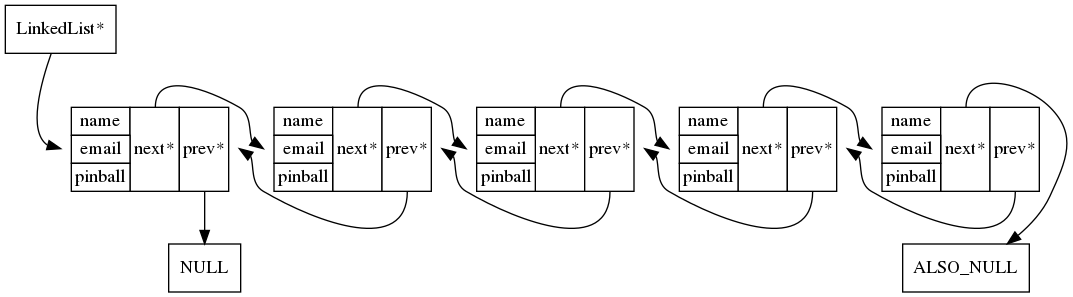 LinkedList*
name
email
pinball
next*
prev*
name
email
pinball
next*
prev*
name
email
pinball
next*
prev*
name
email
pinball
next*
prev*
name
email
pinball
next*
prev*
NULL
ALSO_NULL